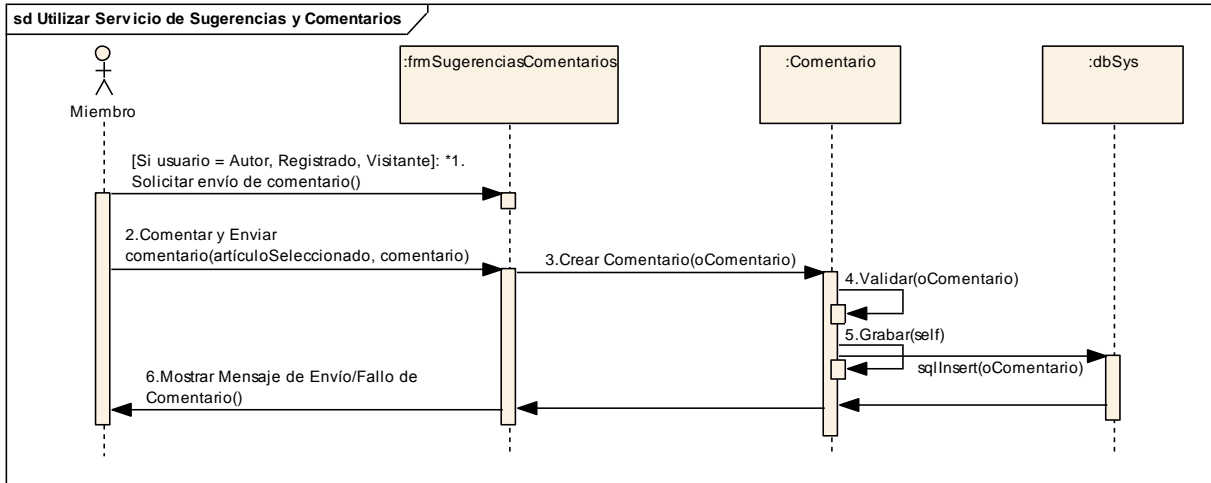 sd Utilizar Servicio de Sugerencias y Comentarios
:frmSugerenciasComentarios
:Comentario
:dbSys
Miembro
[Si usuario = Autor, Registrado, Visitante]: *1.
Solicitar envío de comentario()
2.Comentar y Enviar
comentario(artículoSeleccionado, comentario)
3.Crear Comentario(oComentario)
4.Validar(oComentario)
5.Grabar(self)
sqlInsert(oComentario)
6.Mostrar Mensaje de Envío/Fallo de
Comentario()